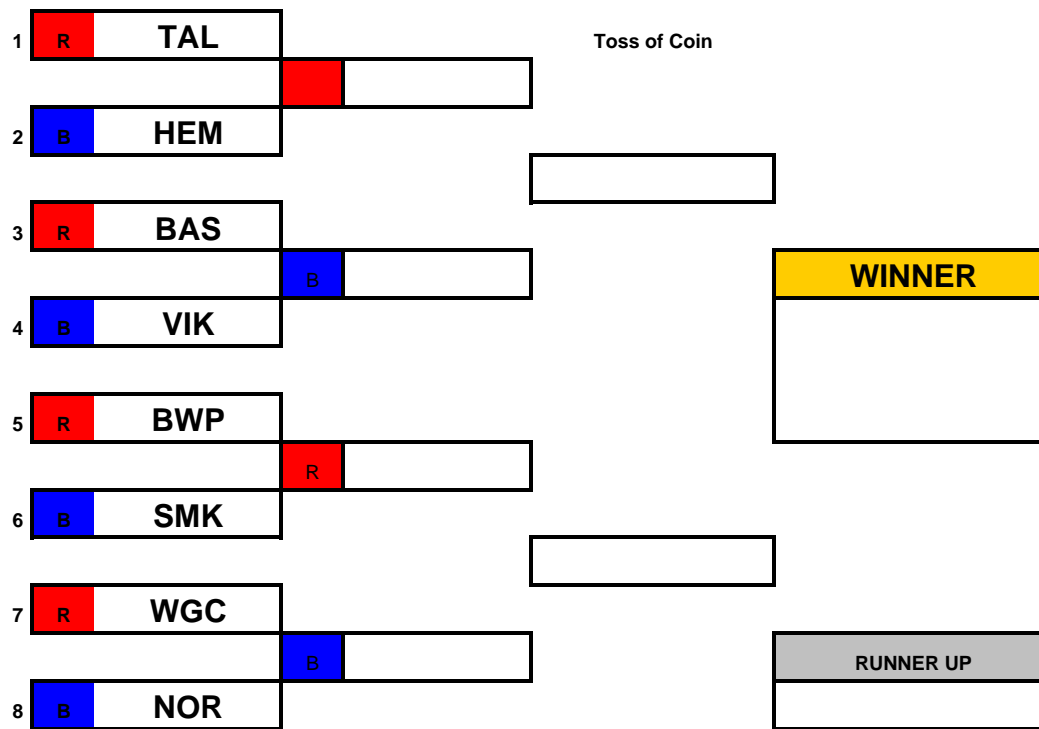 1 R TAL Toss of Coin
2 B HEM
3 R BAS
B WINNER
4 B VIK
5 R BWP
R
6 B SMK
7 R WGC
B RUNNER UP
8 B NOR